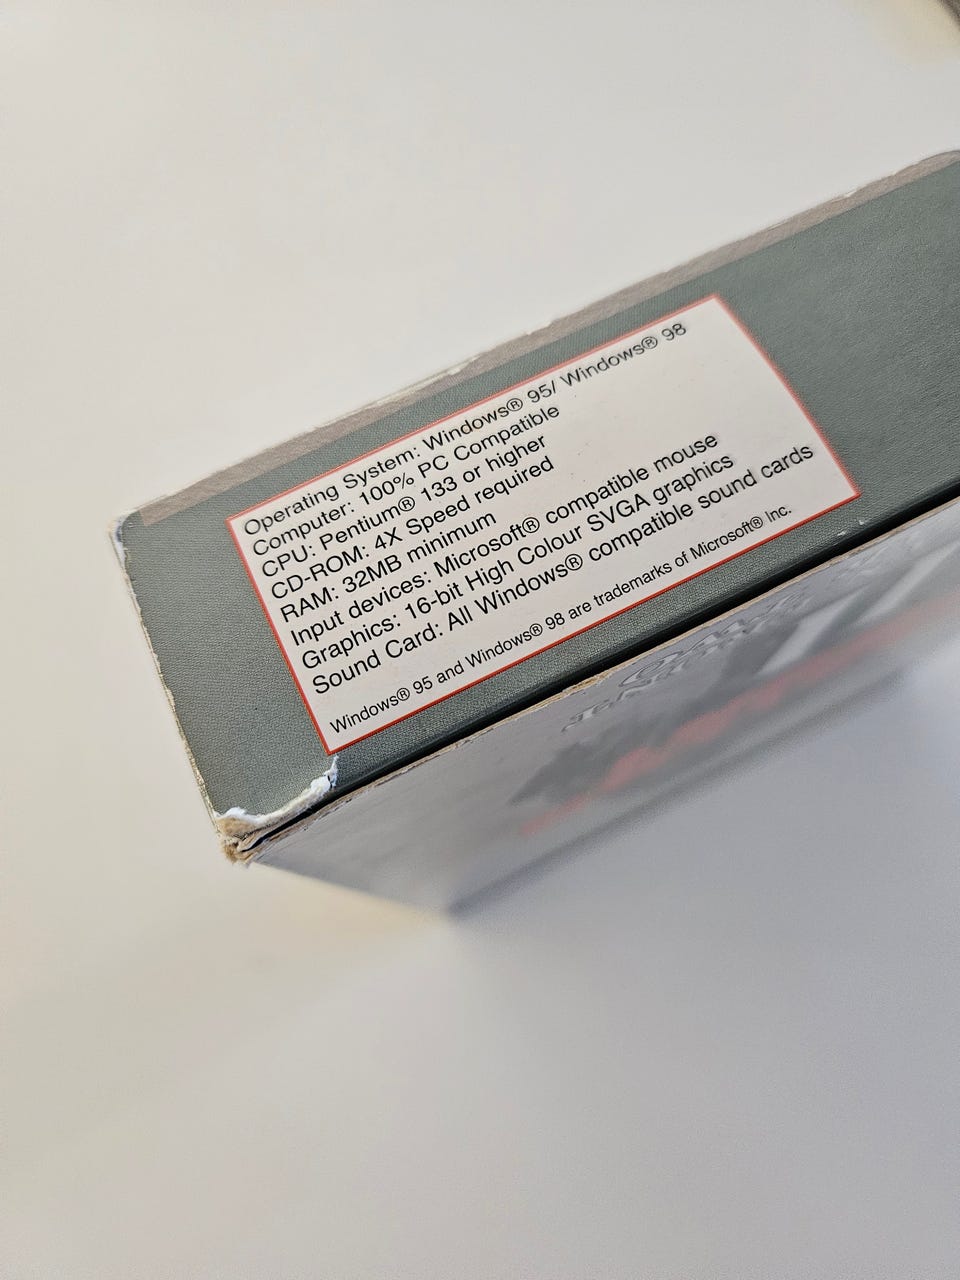 Operating System: Windows® 95/ Windows® 98
Computer: 100% PC Compatible
CPU: Pentium® 133 or higher
CD-ROM: 4X Speed required
RAM: 32MB minimum
Input devices: Microsoft® compatible mouse
Graphics: 16-bit High Colour SVGA graphics
Sound Card: All Windows® compatible sound cards
Windows® 95 and Windows® 98 are trademarks of Microsoft® Inc.